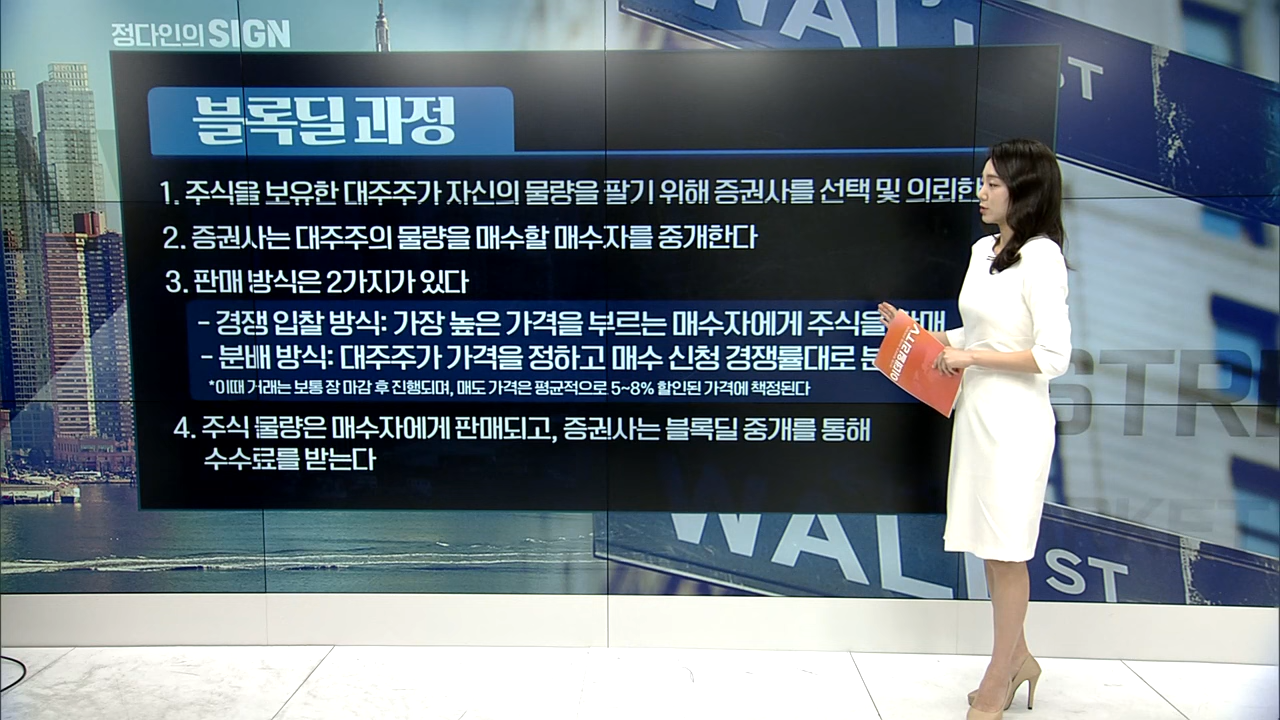 정다인의 SIGN
블록딜 과정
1. 주식을 보유한 대주주가 자신의 물량을 팔기 위해 증권사를 선택 및 의뢰한
2. 증권사는 대주주의 물량을 매수할 매수자를 중개한다
3. 판매 방식은 2가지가 있다
- 경쟁 입찰 방식: 가장 높은 가격을 부르는 매수자에게 주식을 판매
- 분배 방식: 대주주가 가격을 정하고 매수 신청 경쟁률대로
*이때 거래는 보통 장 마감 후 진행되며, 매도 가격은 평균적으로 5~8% 할인된 가격에 책정된다
4. 주식 물량은 매수자에게 판매되고, 증권사는 블록딜 중개를 통해
수수료를 받는다
이데일리TV
WALL
ST
STRE
WALL ST